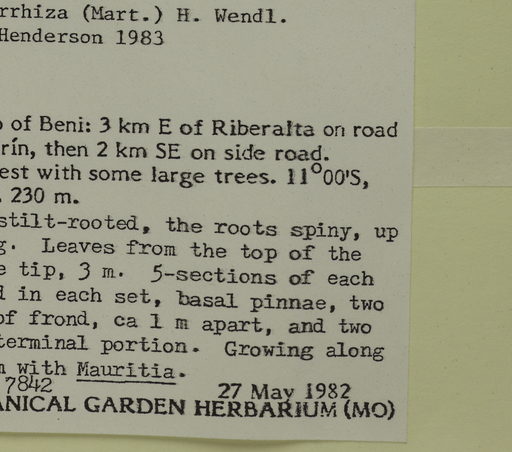 rrhiza (Mart.) H. Wendl.
Henderson 1983
o of Beni: 3 km E of Riberalta on road
rín, then 2 km SE on side road.
est with some large trees. 11°00'S,
. 230 m.
stilt-rooted, the roots spiny, up
g. Leaves from the top of the
e tip, 3 m. 5-sections of each
d in each set, basal pinnae, two
of frond, ca 1 m apart, and two
terminal portion. Growing along
n with Mauritia.
7842 27 May 1982
ANICAL GARDEN HERBARIUM (MO)